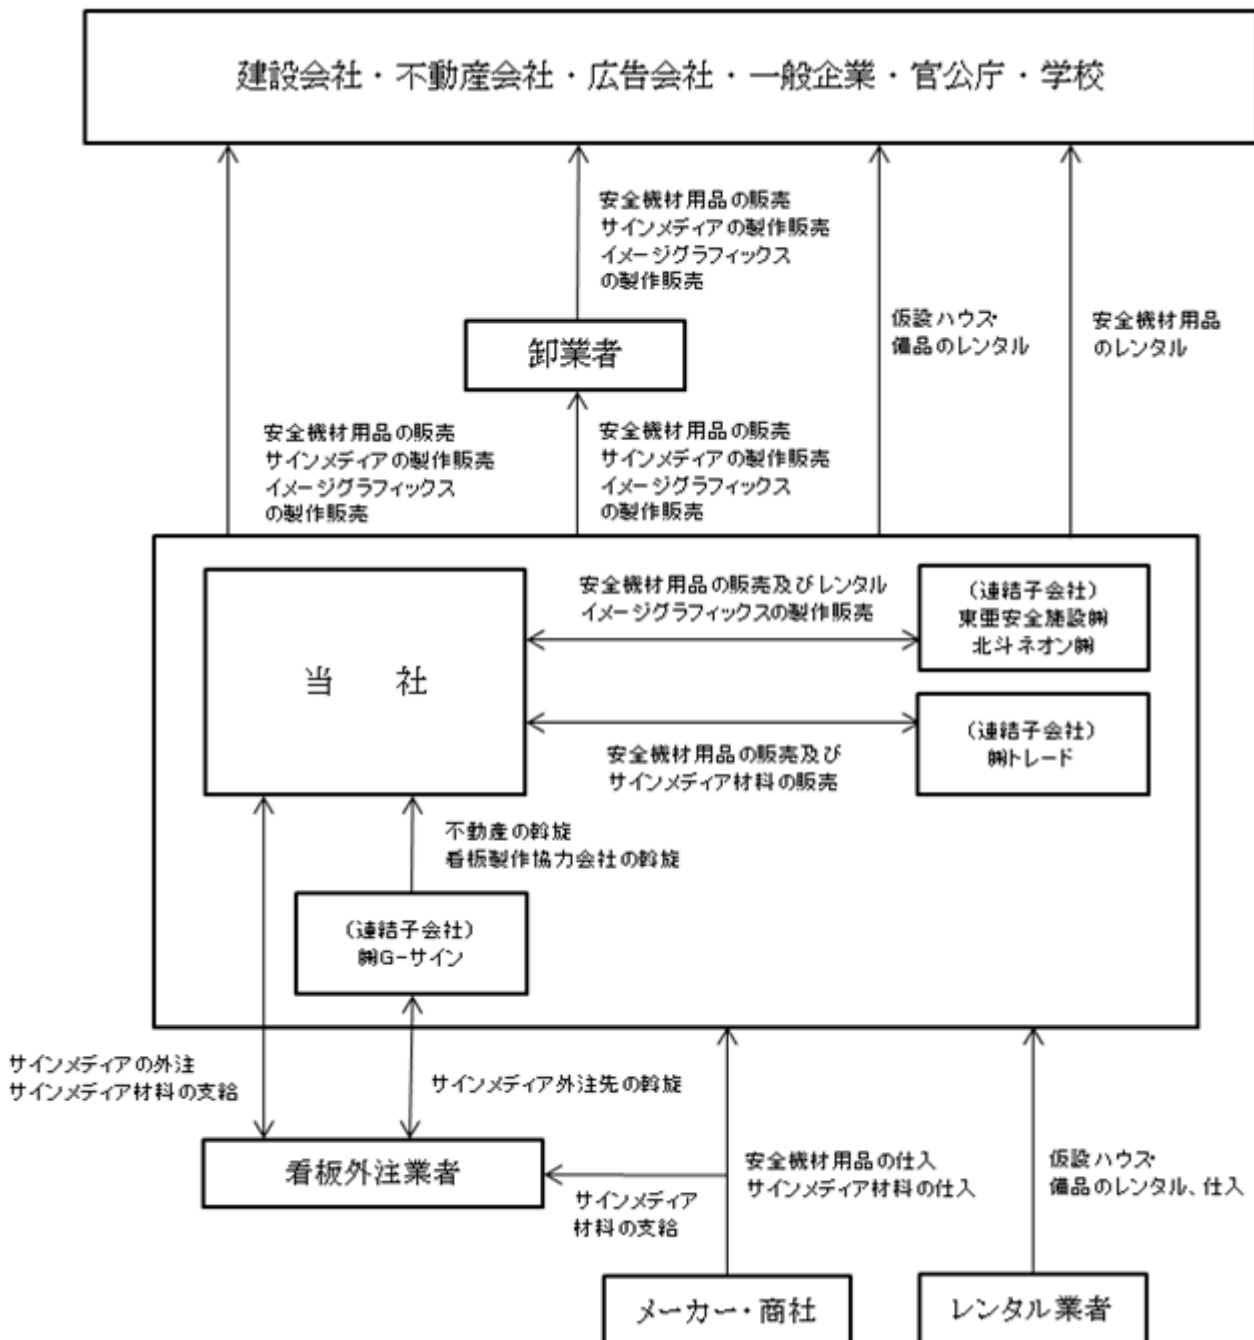 建設会社・不動産会社・広告会社・一般企業・官公庁・学校
安全機材用品の販売
サインメディアの製作販売
イメージグラフィックス
の製作販売
仮設ハウス・
備品のレンタル
安全機材用品
のレンタル
卸業者
安全機材用品の販売
サインメディアの製作販売
イメージグラフィックス
の製作販売
安全機材用品の販売
サインメディアの製作販売
イメージグラフィックス
の製作販売
当 社
安全機材用品の販売及びレンタル
イメージグラフィックスの製作販売
(連結子会社)
東亜安全施設㈱
北斗ネオン㈱
安全機材用品の販売及び
サインメディア材料の販売
(連結子会社)
㈱トレード
不動産の斡旋
看板製作協力会社の斡旋
(連結子会社)
㈱G-サイン
サインメディアの外注
サインメディア材料の支給
サインメディア外注先の斡旋
看板外注業者
サインメディア
材料の支給
安全機材用品の仕入
サインメディア材料の仕入
仮設ハウス・
備品のレンタル、仕入
メーカー・商社
レンタル業者